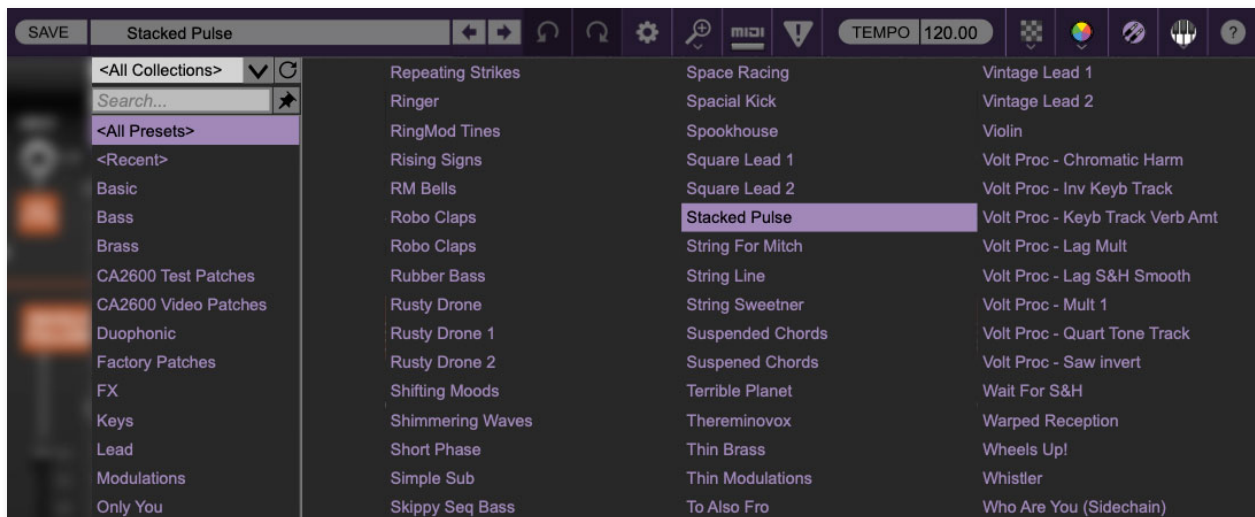 SAVE
Stacked Pulse
TEMPO 120.00
?
<All Collections>
Search...
<All Presets>
<Recent>
Basic
Bass
Brass
CA2600 Test Patches
CA2600 Video Patches
Duophonic
Factory Patches
FX
Keys
Lead
Modulations
Only You
Repeating Strikes
Ringer
RingMod Tines
Rising Signs
RM Bells
Robo Claps
Robo Claps
Rubber Bass
Rusty Drone
Rusty Drone 1
Rusty Drone 2
Shifting Moods
Shimmering Waves
Short Phase
Simple Sub
Skippy Seq Bass
Space Racing
Spacial Kick
Spookhouse
Square Lead 1
Square Lead 2
Stacked Pulse
String For Mitch
String Line
String Sweetner
Suspended Chords
Suspened Chords
Terrible Planet
Thereminovox
Thin Brass
Thin Modulations
To Also Fro
Vintage Lead 1
Vintage Lead 2
Violin
Volt Proc - Chromatic Harm
Volt Proc - Inv Keyb Track
Volt Proc - Keyb Track Verb Amt
Volt Proc - Lag Mult
Volt Proc - Lag S&H Smooth
Volt Proc - Mult 1
Volt Proc - Quart Tone Track
Volt Proc - Saw invert
Wait For S&H
Warped Reception
Wheels Up!
Whistler
Who Are You (Sidechain)